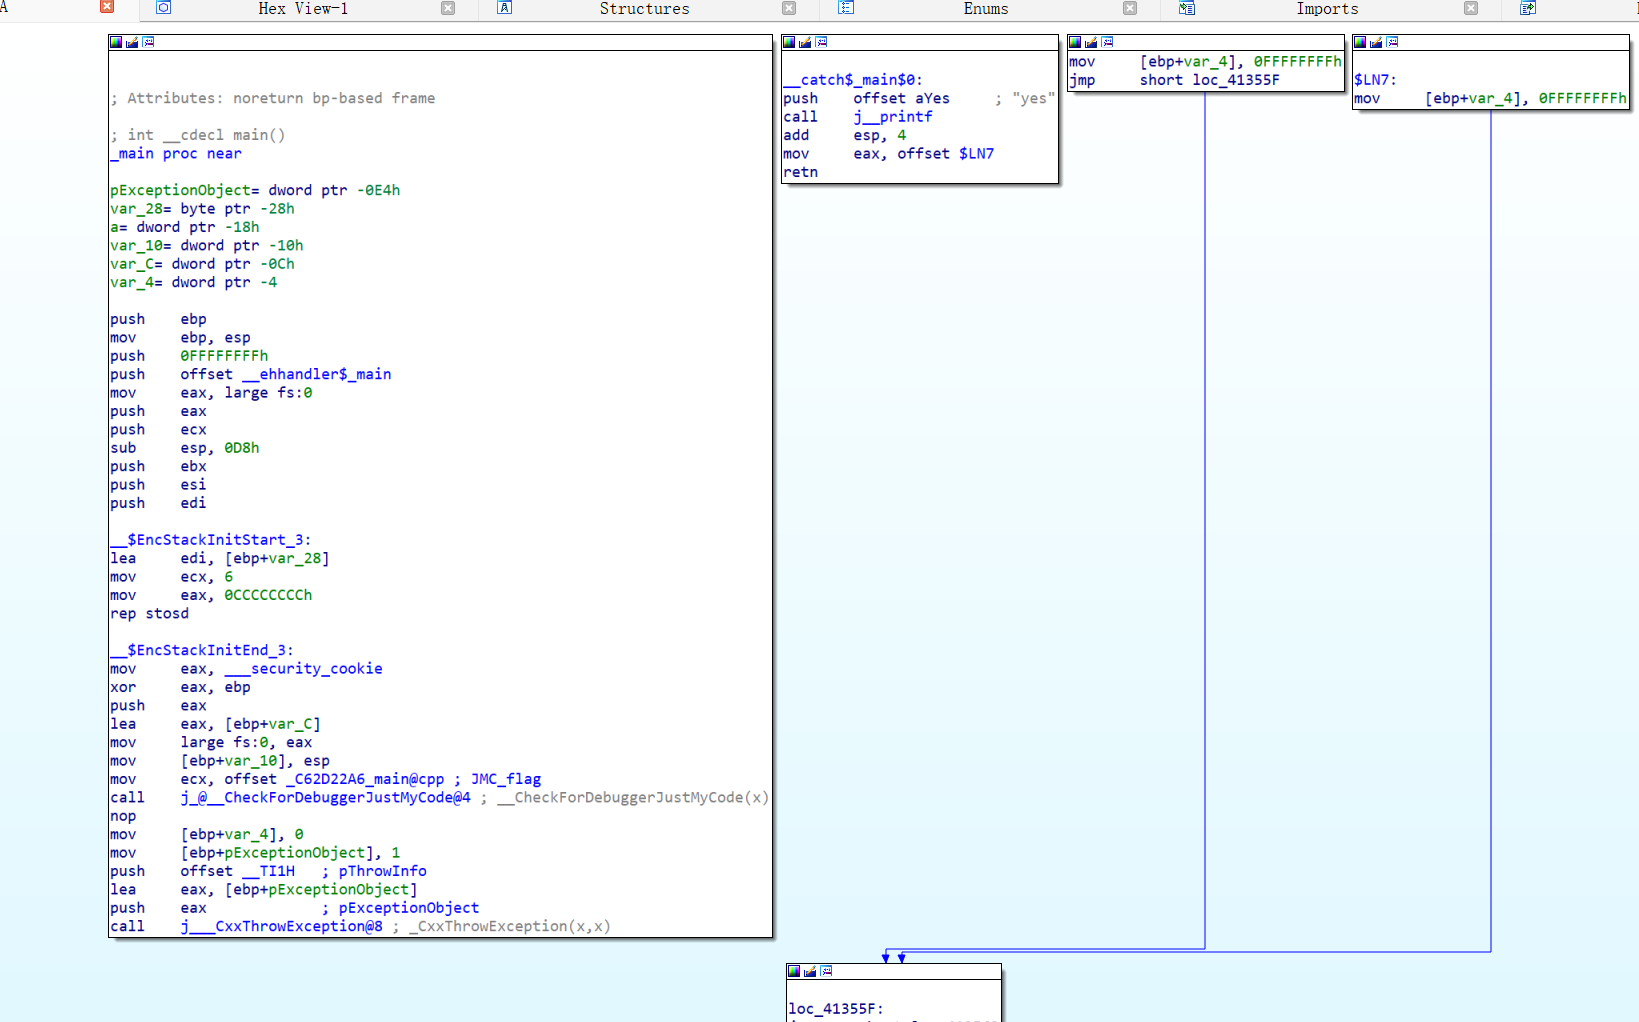 A
Hex View-1
Structures
Enums
Imports
; Attributes: noreturn bp-based frame
; int __cdecl main()
_main proc near
pExceptionObject= dword ptr -0E4h
var_28= byte ptr -28h
a= dword ptr -18h
var_10= dword ptr -10h
var_C= dword ptr -0Ch
var_4= dword ptr -4
push ebp
mov ebp, esp
push 0FFFFFFFFh
push offset __ehhandler$_main
mov eax, large fs:0
push eax
push ecx
sub esp, 0D8h
push ebx
push esi
push edi
__$EncStackInitStart_3:
lea edi, [ebp+var_28]
mov ecx, 6
mov eax, 0CCCCCCCCh
rep stosd
__$EncStackInitEnd_3:
mov eax, ___security_cookie
xor eax, ebp
push eax
lea eax, [ebp+var_C]
mov large fs:0, eax
mov [ebp+var_10], esp
mov ecx, offset _C62D22A6_main@cpp ; JMC_flag
call j_@__CheckForDebuggerJustMyCode@4 ; __CheckForDebuggerJustMyCode(x)
nop
mov [ebp+var_4], 0
mov [ebp+pExceptionObject], 1
push offset __TI1H ; pThrowInfo
lea eax, [ebp+pExceptionObject]
push eax ; pExceptionObject
call j___CxxThrowException@8 ; _CxxThrowException(x,x)
__catch$_main$0:
push offset aYes ; "yes"
call j__printf
add esp, 4
mov eax, offset $LN7
retn
mov [ebp+var_4], 0FFFFFFFFh
jmp short loc_41355F
$LN7:
mov [ebp+var_4], 0FFFFFFFFh
loc_41355F: